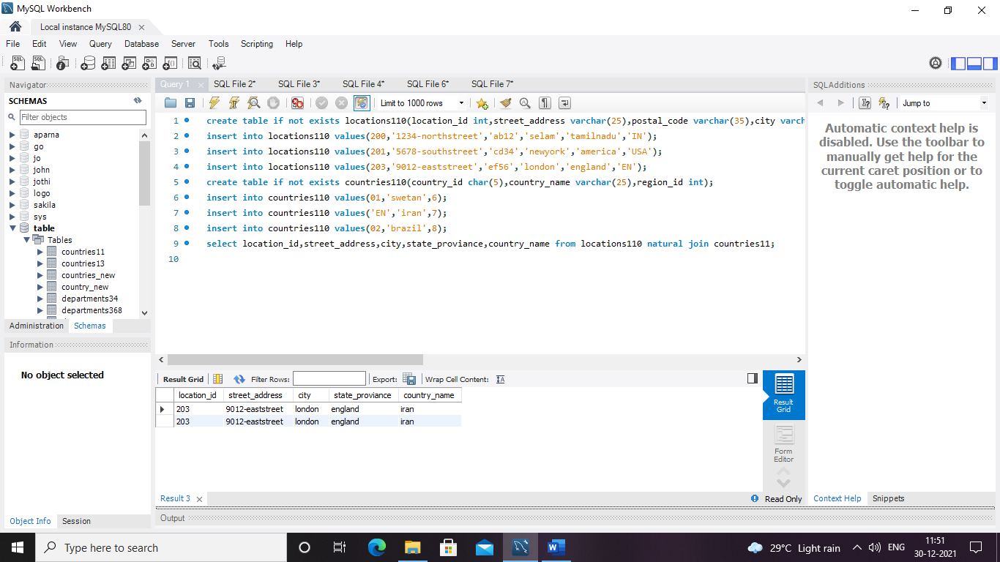 MySQL Workbench
Local instance MySQL80
File Edit View Query Database Server Tools Scripting Help
Navigator
SCHEMAS
Filter objects
aparna
go
jo
john
jothi
logo
sakila
sys
table
Tables
countries11
countries13
countries_new
country_new
departments34
departments368
Administration Schemas
Information
No object selected
Object Info Session
Query 1 SQL File 2* SQL File 3* SQL File 4* SQL File 6* SQL File 7*
Limit to 1000 rows
1 create table if not exists locations110(location_id int,street_address varchar(25),postal_code varchar(35),city varch
2 insert into locations110 values(200,'1234-northstreet','ab12','selam','tamilnadu','IN');
3 insert into locations110 values(201,'5678-southstreet','cd34','newyork','america','USA');
4 insert into locations110 values(203,'9012-eaststreet','ef56','london','england','EN');
5 create table if not exists countries110(country_id char(5),country_name varchar(25),region_id int);
6 insert into countries110 values(01,'swetan',6);
7 insert into countries110 values('EN','iran',7);
8 insert into countries110 values(02,'brazil',8);
9 select location_id,street_address,city,state_proviance,country_name from locations110 natural join countries11;
10
Result Grid Filter Rows: Export: Wrap Cell Content:
location_id street_address city state_proviance country_name
203 9012-eaststreet london england iran
203 9012-eaststreet london england iran
Result Grid
Form Editor
Result 3
Read Only
Output
SQLAdditions
Jump to
Automatic context help is
disabled. Use the toolbar to
manually get help for the
current caret position or to
toggle automatic help.
Context Help Snippets
Type here to search
29°C Light rain
ENG
11:51
30-12-2021